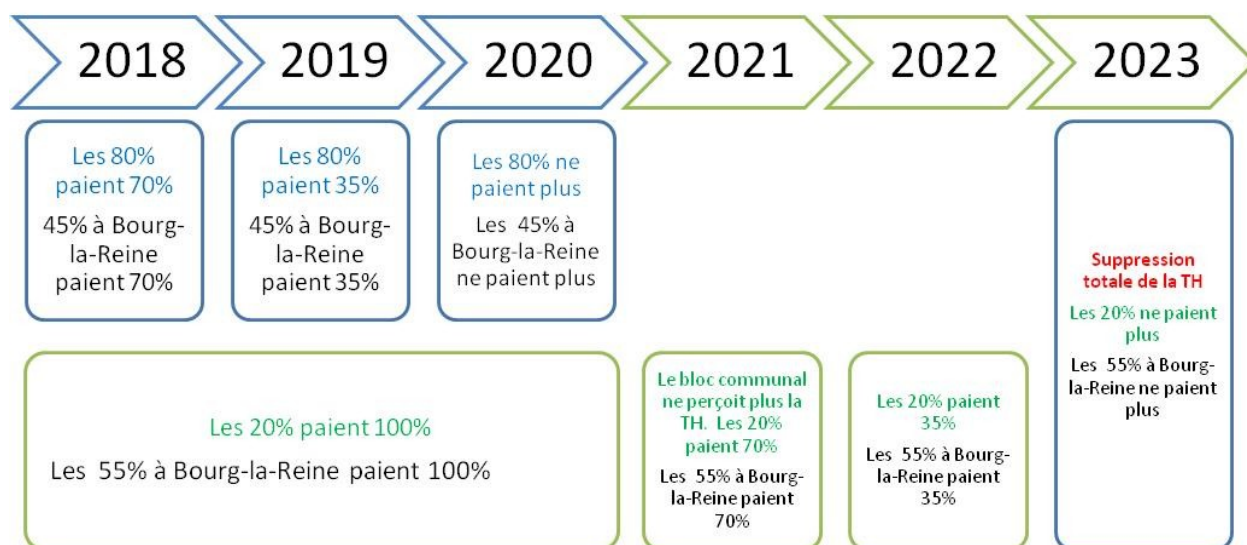 2018
2019
2020
2021
2022
2023
Les 80%
paient 70%
45% à Bourg-
la-Reine
paient 70%
Les 80%
paient 35%
45% à Bourg-
la-Reine
paient 35%
Les 80% ne
paient plus
Les 45% à
Bourg-la-Reine
ne paient plus
Suppression
totale de la TH
Les 20% ne paient
plus
Les 55% à Bourg-
la-Reine ne paient
plus
Les 20% paient 100%
Les 55% à Bourg-la-Reine paient 100%
Le bloc communal
ne perçoit plus la
TH. Les 20%
paient 70%
Les 55% à Bourg-
la-Reine paient
70%
Les 20% paient
35%
Les 55% à Bourg-
la-Reine paient
35%